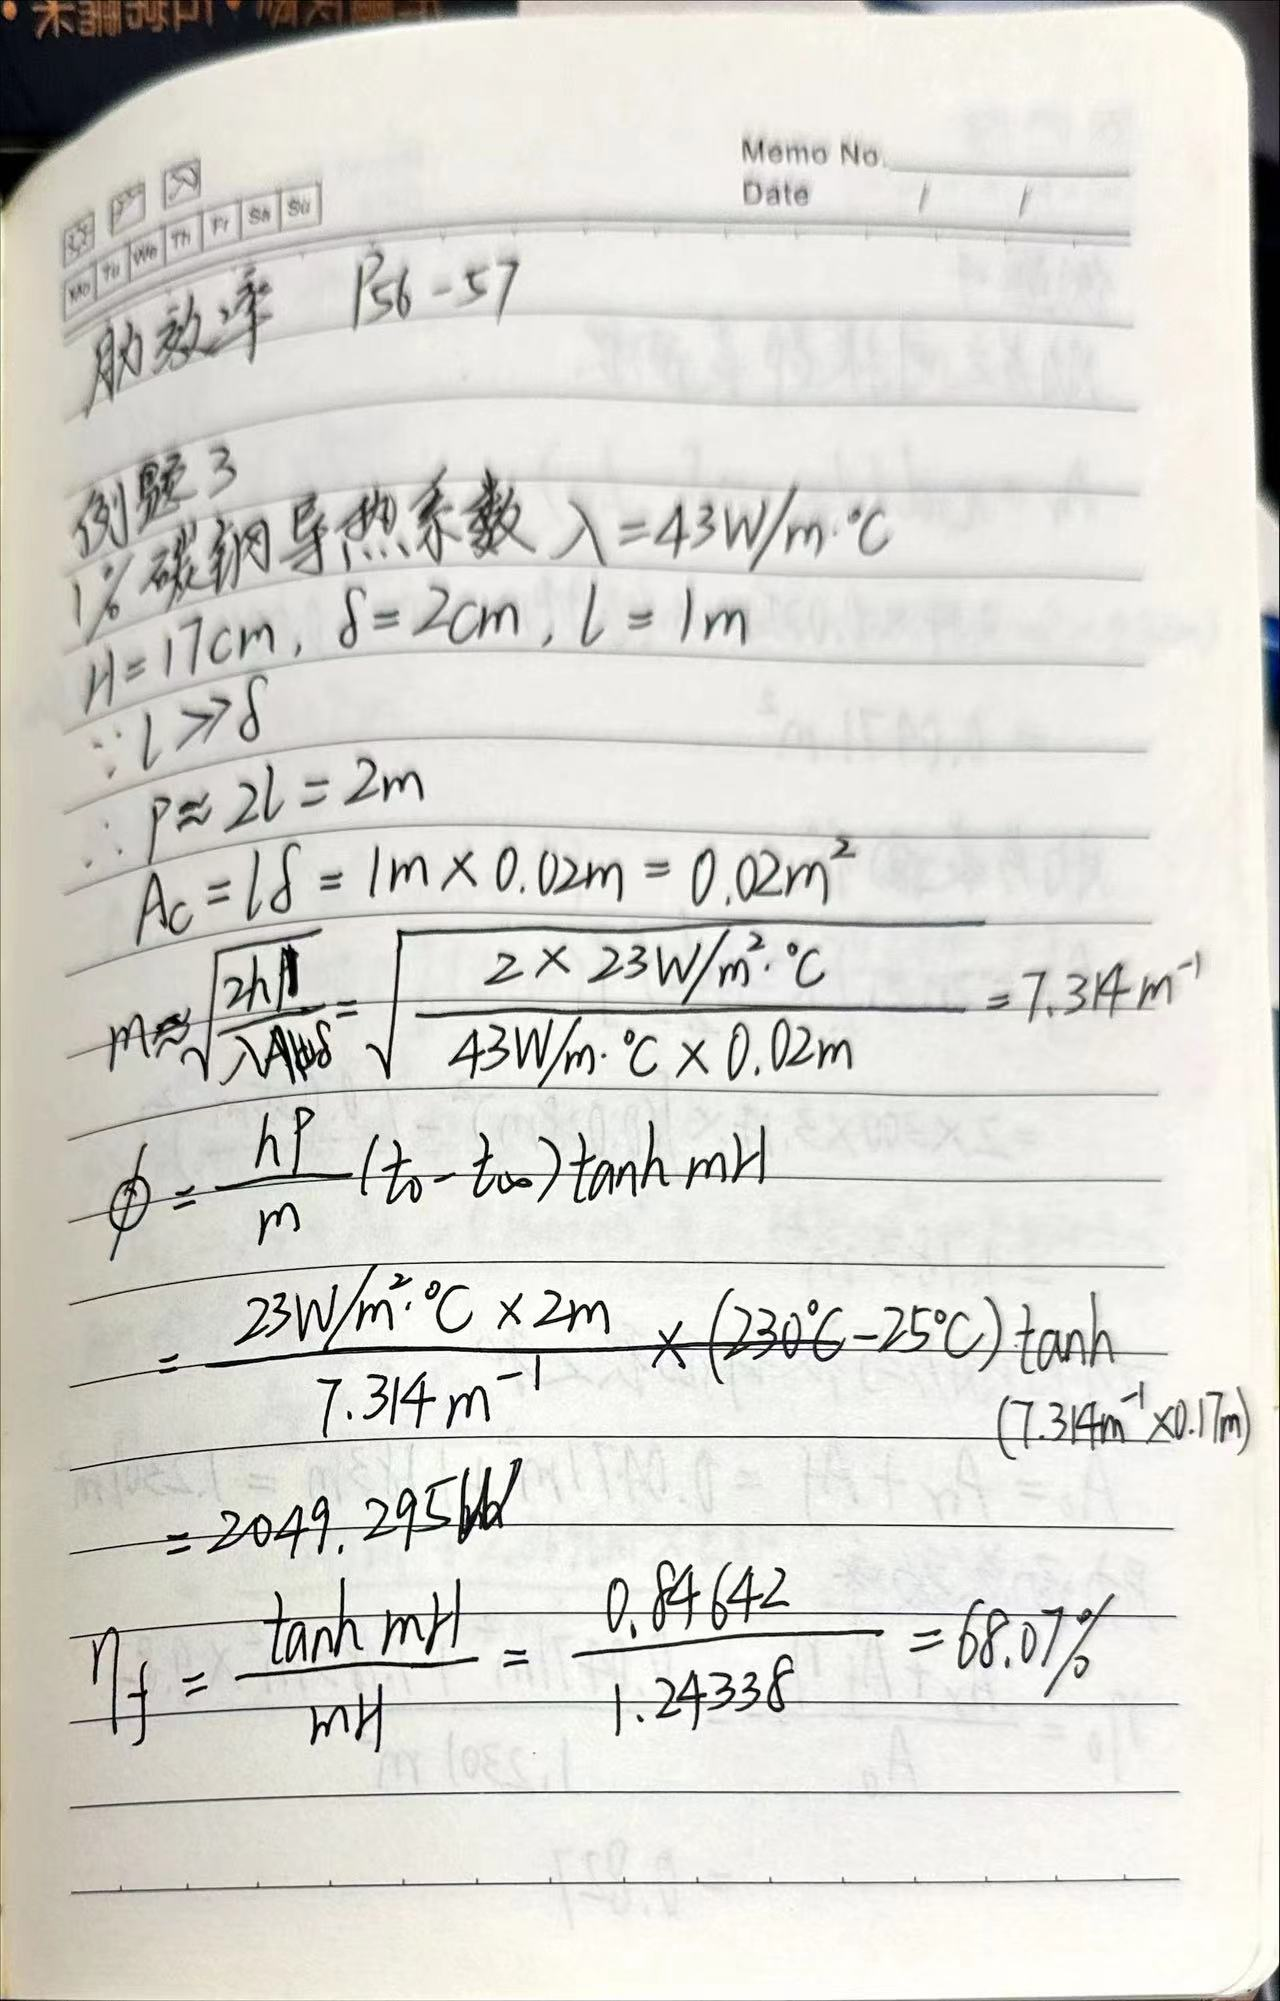 Memo No.
Date / /
Mo Tu We Th Fr Sa Su
肋效率 P56-57
例题3
1%碳钢导热系数 λ=43W/m·℃
H=17cm, δ=2cm, l=1m
∵ l≫δ
∴ P≈2l=2m
Ac=lδ=1m×0.02m=0.02m²
m≈√(2h/λδ)=√(2×23W/m²·℃/43W/m·℃×0.02m)=7.314m⁻¹
ϕ=hP/m(t₀-t∞)tanh mH
=23W/m²·℃×2m/7.314m⁻¹×(230℃-25℃)tanh
(7.314m⁻¹×0.17m)
=2049.295W
ηf=tanh mH/mH=0.84642/1.24338=68.07%